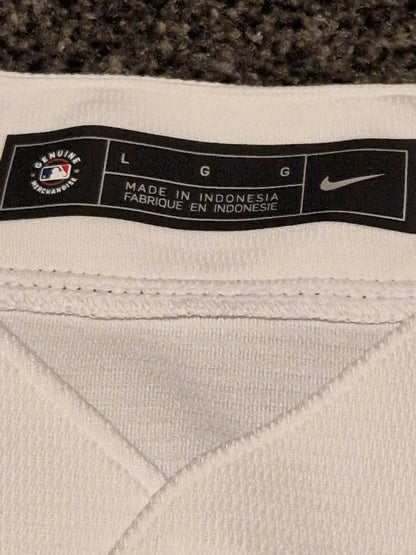 GENUINE
MERCHANDISE
L G G
MADE IN INDONESIA
FABRIQUE EN INDONESIE